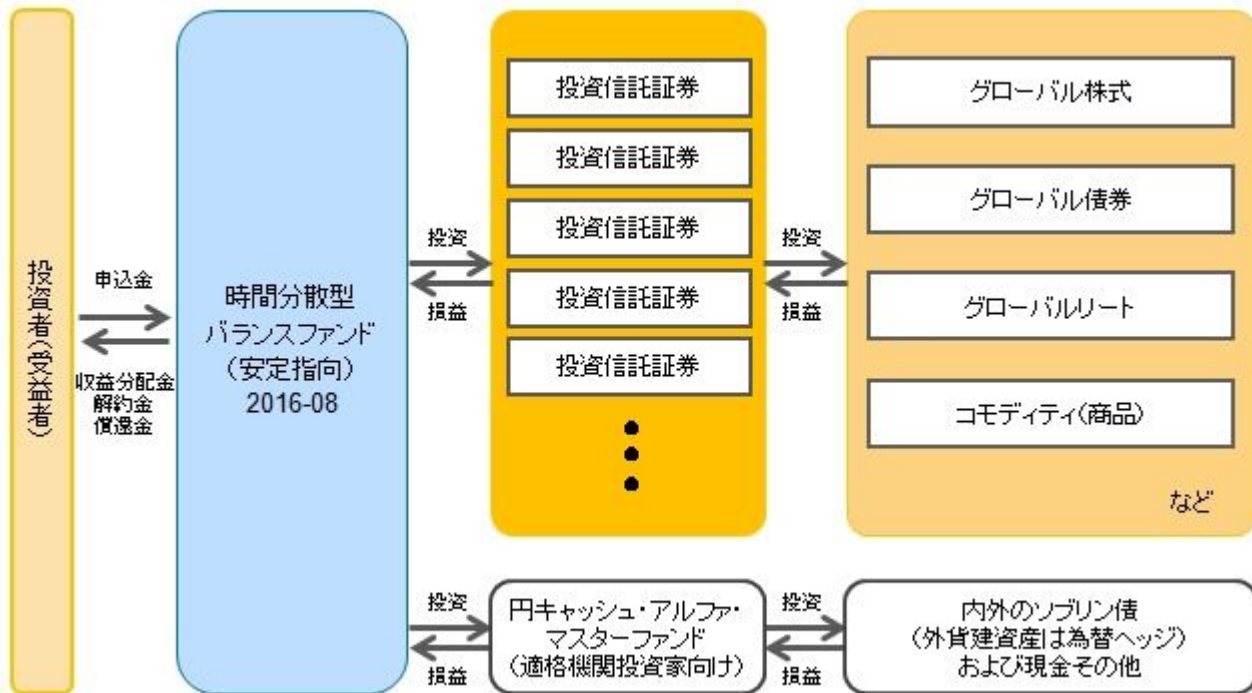 投資者(受益者)
申込金
収益分配金
解約金
償還金
時間分散型
バランスファンド
(安定指向)
2016-08
投資
損益
投資信託証券
投資信託証券
投資信託証券
投資信託証券
投資信託証券
投資
損益
グローバル株式
グローバル債券
グローバルリート
コモディティ(商品)
など
投資
損益
円キャッシュ・アルファ・
マスターファンド
(適格機関投資家向け)
投資
損益
内外のソブリン債
(外貨建資産は為替ヘッジ)
および現金その他